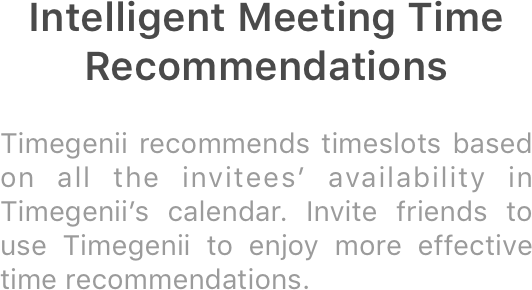 Intelligent Meeting Time
Recommendations
Timegenii recommends timeslots based
on all the invitees’ availability in
Timegenii’s calendar. Invite friends to
use Timegenii to enjoy more effective
time recommendations.